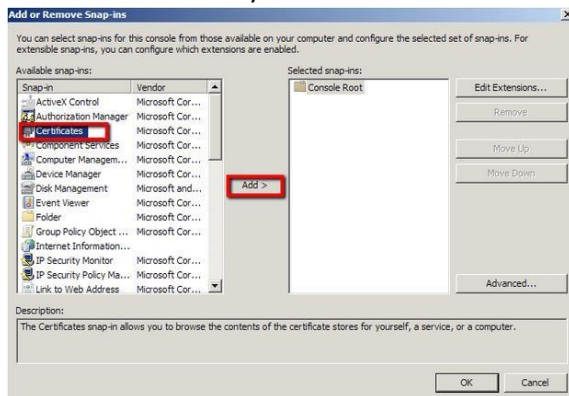 Add or Remove Snap-ins
You can select snap-ins for this console from those available on your computer and configure the selected set of snap-ins. For
extensible snap-ins, you can configure which extensions are enabled.
Available snap-ins:
Selected snap-ins:
Snap-in Vendor
ActiveX Control Microsoft Cor...
Authorization Manager Microsoft Cor...
Certificates Microsoft Cor...
Component Services Microsoft Cor...
Computer Managem... Microsoft Cor...
Device Manager Microsoft Cor...
Disk Management Microsoft and...
Event Viewer Microsoft Cor...
Folder Microsoft Cor...
Group Policy Object ... Microsoft Cor...
Internet Information...
IP Security Monitor Microsoft Cor...
IP Security Policy Ma... Microsoft Cor...
Link to Web Address Microsoft Cor...
Add >
Console Root
Edit Extensions...
Remove
Move Up
Move Down
Advanced...
Description:
The Certificates snap-in allows you to browse the contents of the certificate stores for yourself, a service, or a computer.
OK Cancel